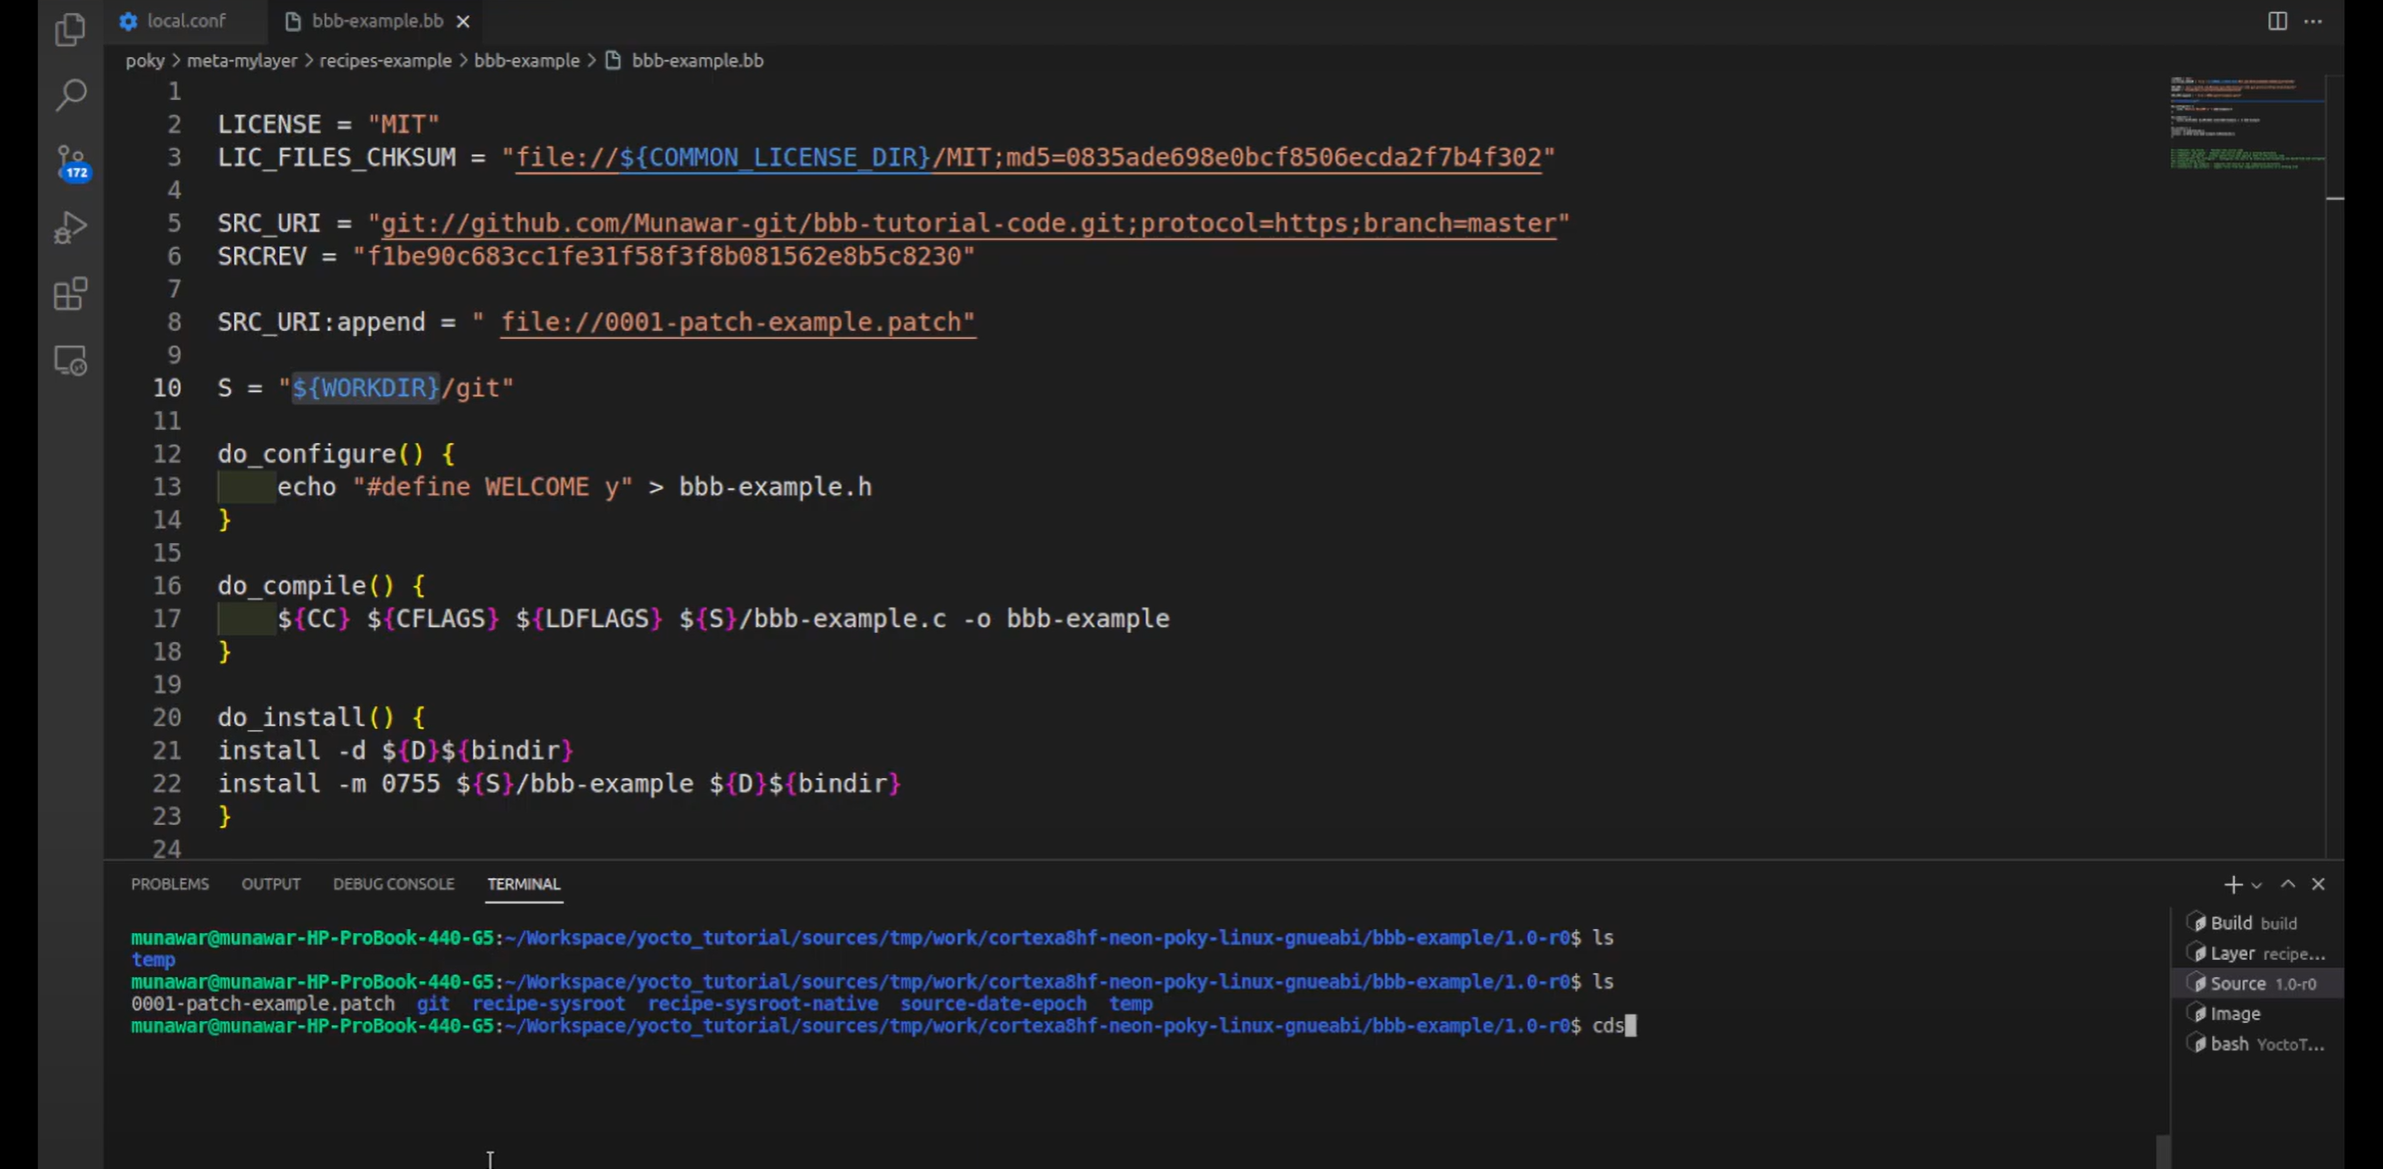 local.conf
bbb-example.bb
poky > meta-mylayer > recipes-example > bbb-example > bbb-example.bb
1
2 LICENSE = "MIT"
3 LIC_FILES_CHKSUM = "file://${COMMON_LICENSE_DIR}/MIT;md5=0835ade698e0bcf8506ecda2f7b4f302"
4
5 SRC_URI = "git://github.com/Munawar-git/bbb-tutorial-code.git;protocol=https;branch=master"
6 SRCREV = "f1be90c683cc1fe31f58f3f8b081562e8b5c8230"
7
8 SRC_URI:append = " file://0001-patch-example.patch"
9
10 S = "${WORKDIR}/git"
11
12 do_configure() {
13     echo "#define WELCOME y" > bbb-example.h
14 }
15
16 do_compile() {
17     ${CC} ${CFLAGS} ${LDFLAGS} ${S}/bbb-example.c -o bbb-example
18 }
19
20 do_install() {
21 install -d ${D}${bindir}
22 install -m 0755 ${S}/bbb-example ${D}${bindir}
23 }
24
172
PROBLEMS OUTPUT DEBUG CONSOLE TERMINAL
munawar@munawar-HP-ProBook-440-G5:~/Workspace/yocto_tutorial/sources/tmp/work/cortexa8hf-neon-poky-linux-gnueabi/bbb-example/1.0-r0$ ls
temp
munawar@munawar-HP-ProBook-440-G5:~/Workspace/yocto_tutorial/sources/tmp/work/cortexa8hf-neon-poky-linux-gnueabi/bbb-example/1.0-r0$ ls
0001-patch-example.patch git recipe-sysroot recipe-sysroot-native source-date-epoch temp
munawar@munawar-HP-ProBook-440-G5:~/Workspace/yocto_tutorial/sources/tmp/work/cortexa8hf-neon-poky-linux-gnueabi/bbb-example/1.0-r0$ cds
Build build
Layer recipe...
Source 1.0-r0
Image
bash YoctoT...